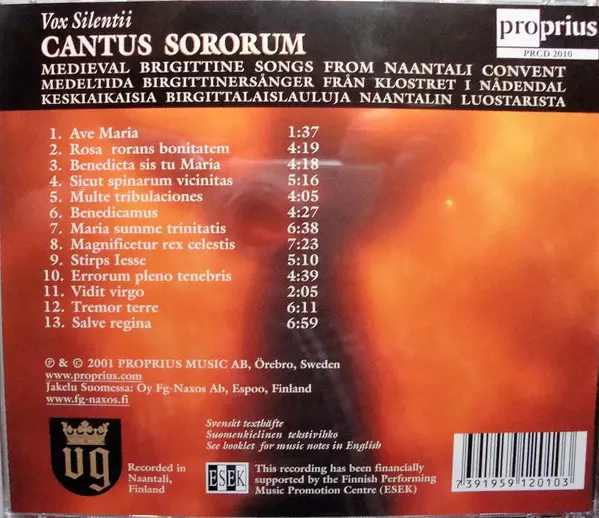 Vox Silentii
CANTUS SORORUM
proprius
PRCD 2010
MEDIEVAL BRIGITTINE SONGS FROM NAANTALI CONVENT
MEDELTIDA BIRGITTINERSÅNGER FRÅN KLOSTRET I NÅDENDAL
KESKIAIKAISIA BIRGITTALAISLAULUJA NAANTALIN LUOSTARISTA
1. Ave Maria 1:37
2. Rosa rorans bonitatem 4:19
3. Benedicta sis tu Maria 4:18
4. Sicut spinarum vicinitas 5:16
5. Multe tribulaciones 4:05
6. Benedicamus 4:27
7. Maria summe trinitatis 6:38
8. Magnificetur rex celestis 7:23
9. Stirps Iesse 5:10
10. Errorum pleno tenebris 4:39
11. Vidit virgo 2:05
12. Tremor terre 6:11
13. Salve regina 6:59
℗ & © 2001 PROPRIUS MUSIC AB, Örebro, Sweden
www.proprius.com
Jakelu Suomessa: Oy Fg-Naxos Ab, Espoo, Finland
www.fg-naxos.fi
Svenskt texthäfte
Suomenkielinen tekstivihko
See booklet for music notes in English
vg
Recorded in
Naantali,
Finland
ESEK
This recording has been financially
supported by the Finnish Performing
Music Promotion Centre (ESEK)
7 391959 120103